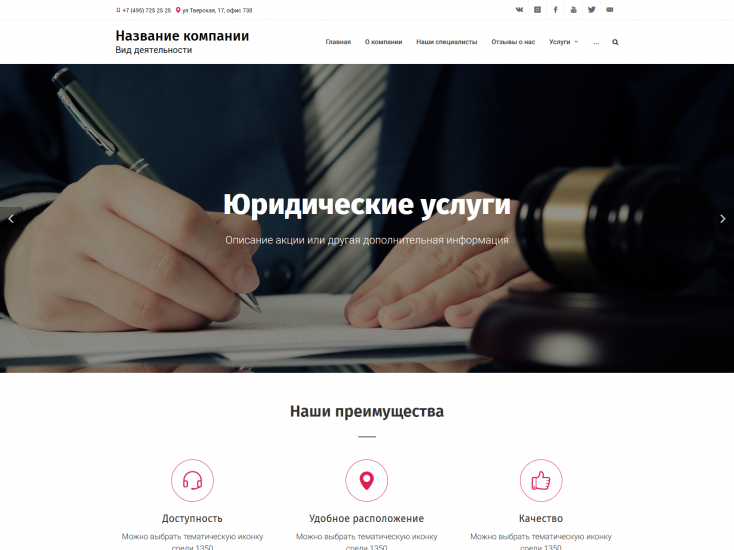 +7 (495) 725 25 25 ул Тверская, 17, офис 738
Название компании
Вид деятельности
Главная О компании Наши специалисты Отзывы о нас Услуги ...
Юридические услуги
Описание акции или другая дополнительная информация
Наши преимущества
Доступность Удобное расположение Качество
Можно выбрать тематическую иконку Можно выбрать тематическую иконку Можно выбрать тематическую иконку
среди 1350 среди 1350 среди 1350